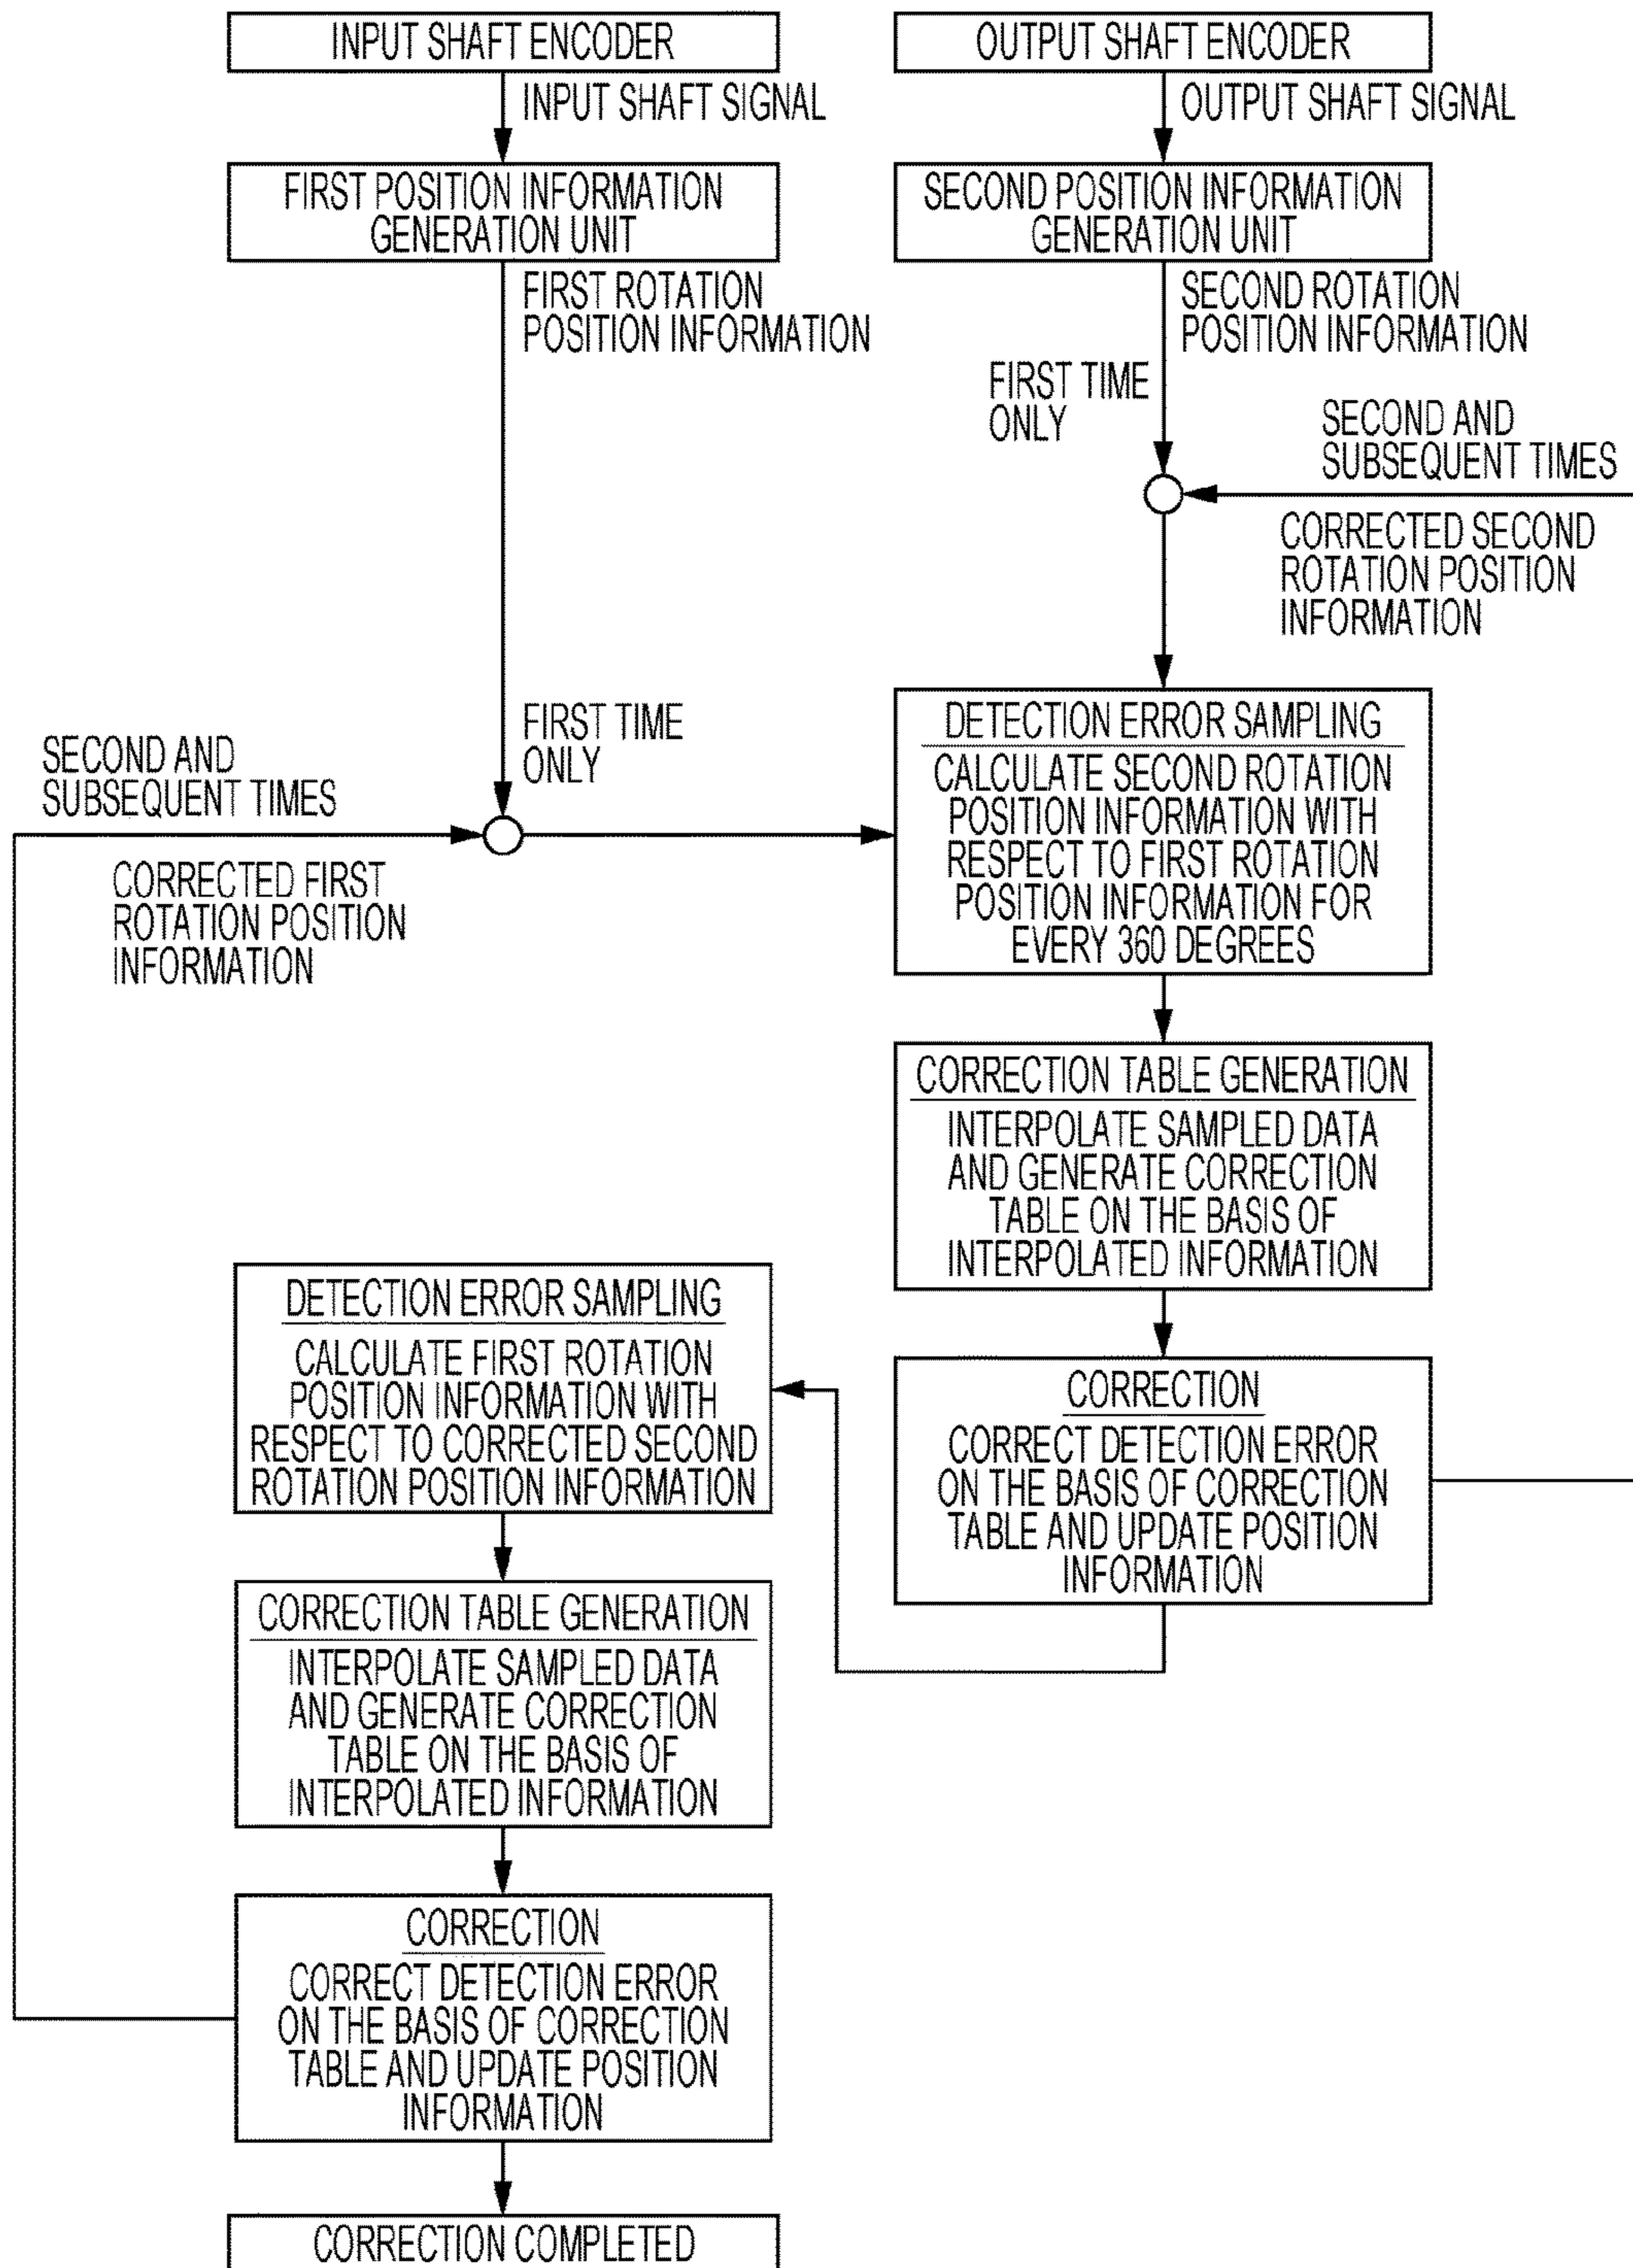 INPUT SHAFT ENCODER
INPUT SHAFT SIGNAL
FIRST POSITION INFORMATION
GENERATION UNIT
FIRST ROTATION
POSITION INFORMATION
FIRST TIME
ONLY
SECOND AND
SUBSEQUENT TIMES
CORRECTED FIRST
ROTATION POSITION
INFORMATION
OUTPUT SHAFT ENCODER
OUTPUT SHAFT SIGNAL
SECOND POSITION INFORMATION
GENERATION UNIT
SECOND ROTATION
POSITION INFORMATION
FIRST TIME
ONLY
SECOND AND
SUBSEQUENT TIMES
CORRECTED SECOND
ROTATION POSITION
INFORMATION
DETECTION ERROR SAMPLING
CALCULATE SECOND ROTATION
POSITION INFORMATION WITH
RESPECT TO FIRST ROTATION
POSITION INFORMATION FOR
EVERY 360 DEGREES
CORRECTION TABLE GENERATION
INTERPOLATE SAMPLED DATA
AND GENERATE CORRECTION
TABLE ON THE BASIS OF
INTERPOLATED INFORMATION
CORRECTION
CORRECT DETECTION ERROR
ON THE BASIS OF CORRECTION
TABLE AND UPDATE POSITION
INFORMATION
DETECTION ERROR SAMPLING
CALCULATE FIRST ROTATION
POSITION INFORMATION WITH
RESPECT TO CORRECTED SECOND
ROTATION POSITION INFORMATION
CORRECTION TABLE GENERATION
INTERPOLATE SAMPLED DATA
AND GENERATE CORRECTION
TABLE ON THE BASIS OF
INTERPOLATED INFORMATION
CORRECTION
CORRECT DETECTION ERROR
ON THE BASIS OF CORRECTION
TABLE AND UPDATE POSITION
INFORMATION
CORRECTION COMPLETED